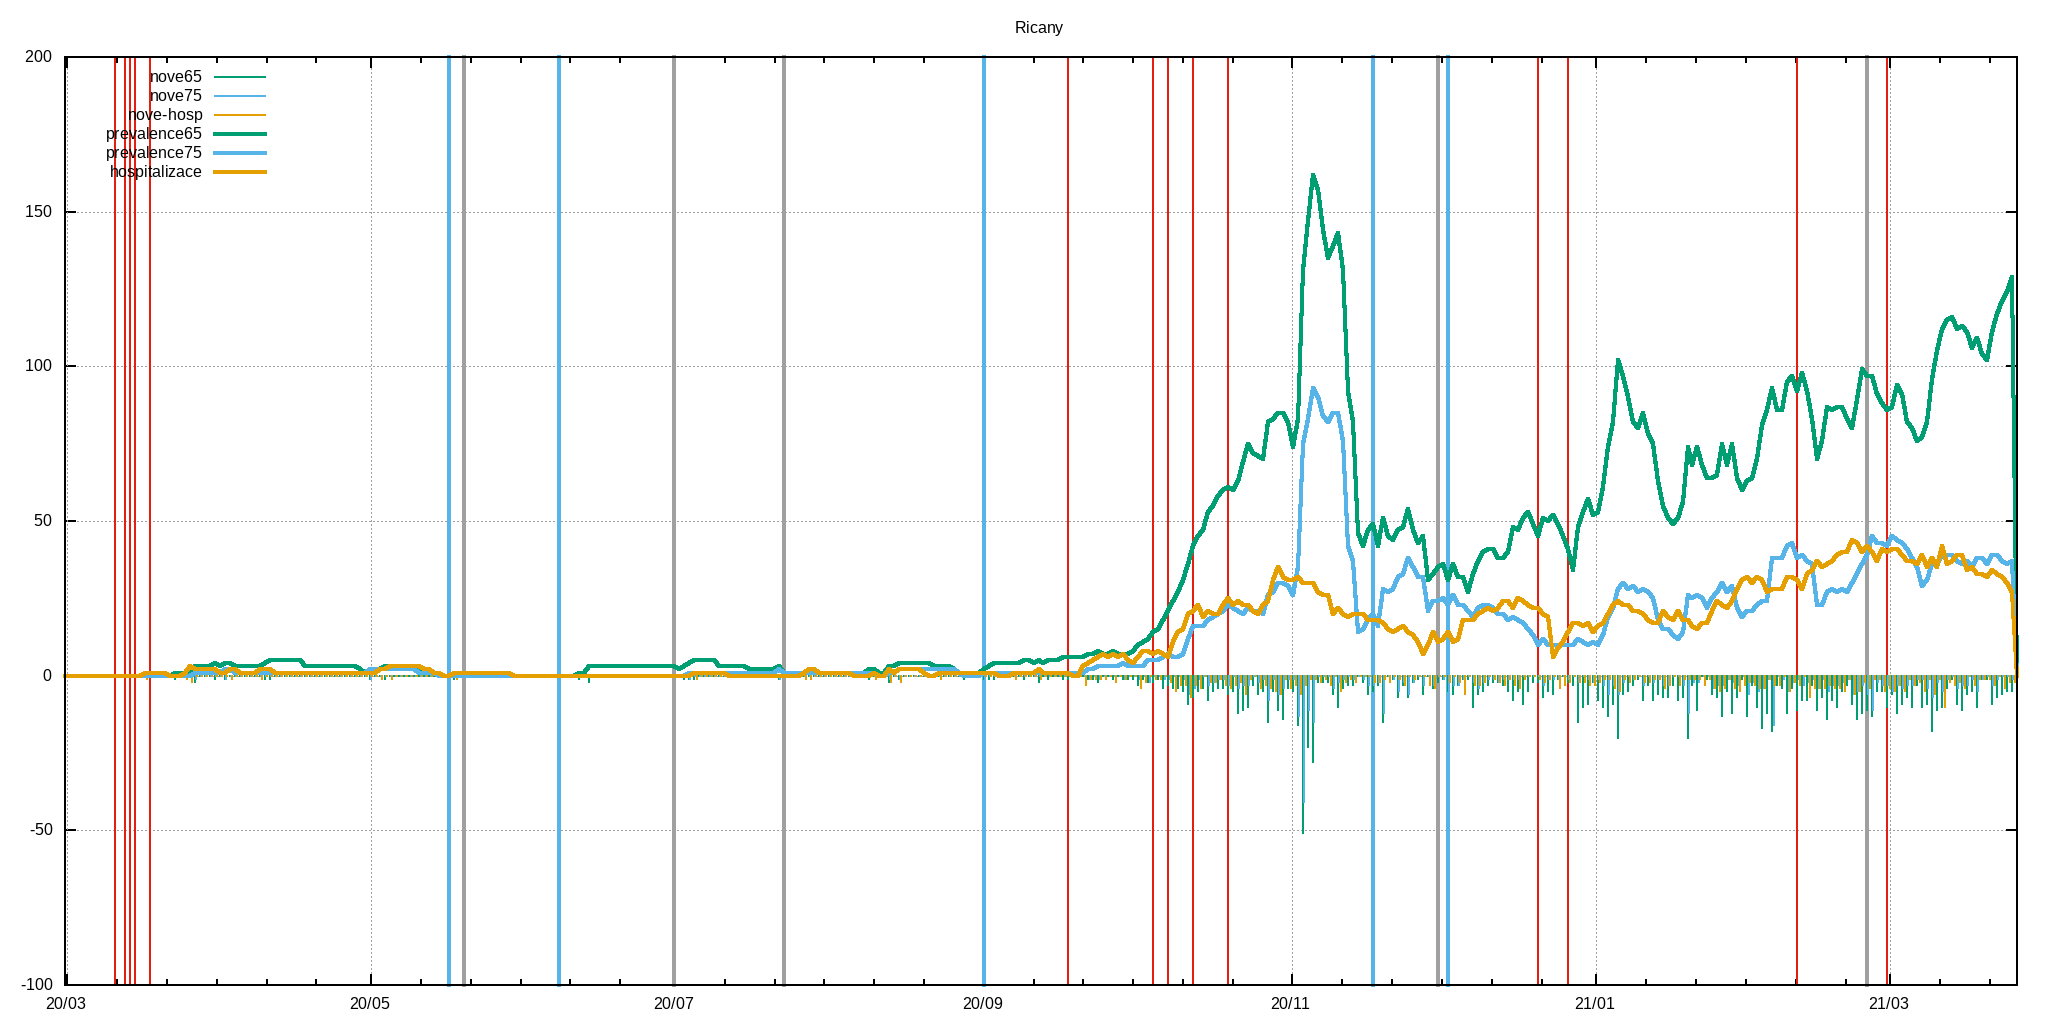 Ricany
200
150
100
50
0
-50
-100
nove65
nove75
nove-hosp
prevalence65
prevalence75
hospitalizace
20/03 20/05 20/07 20/09 20/11 21/01 21/03